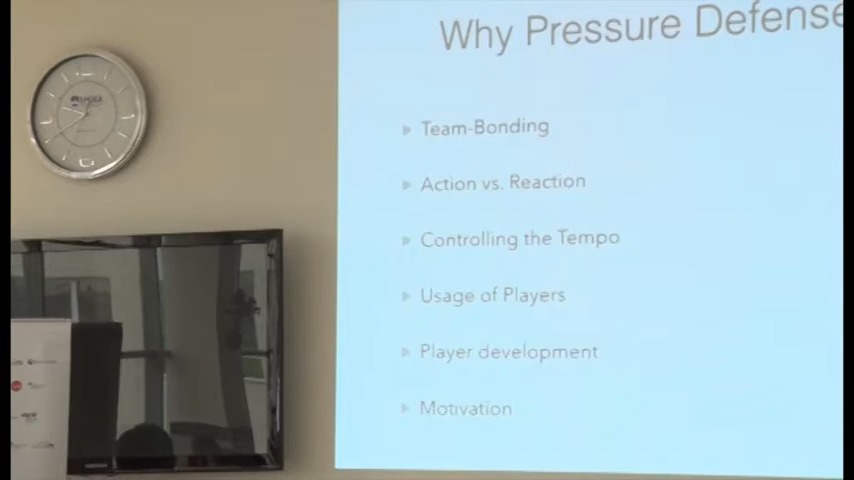 Why Pressure Defense
Team-Bonding
Action vs. Reaction
Controlling the Tempo
Usage of Players
Player development
Motivation